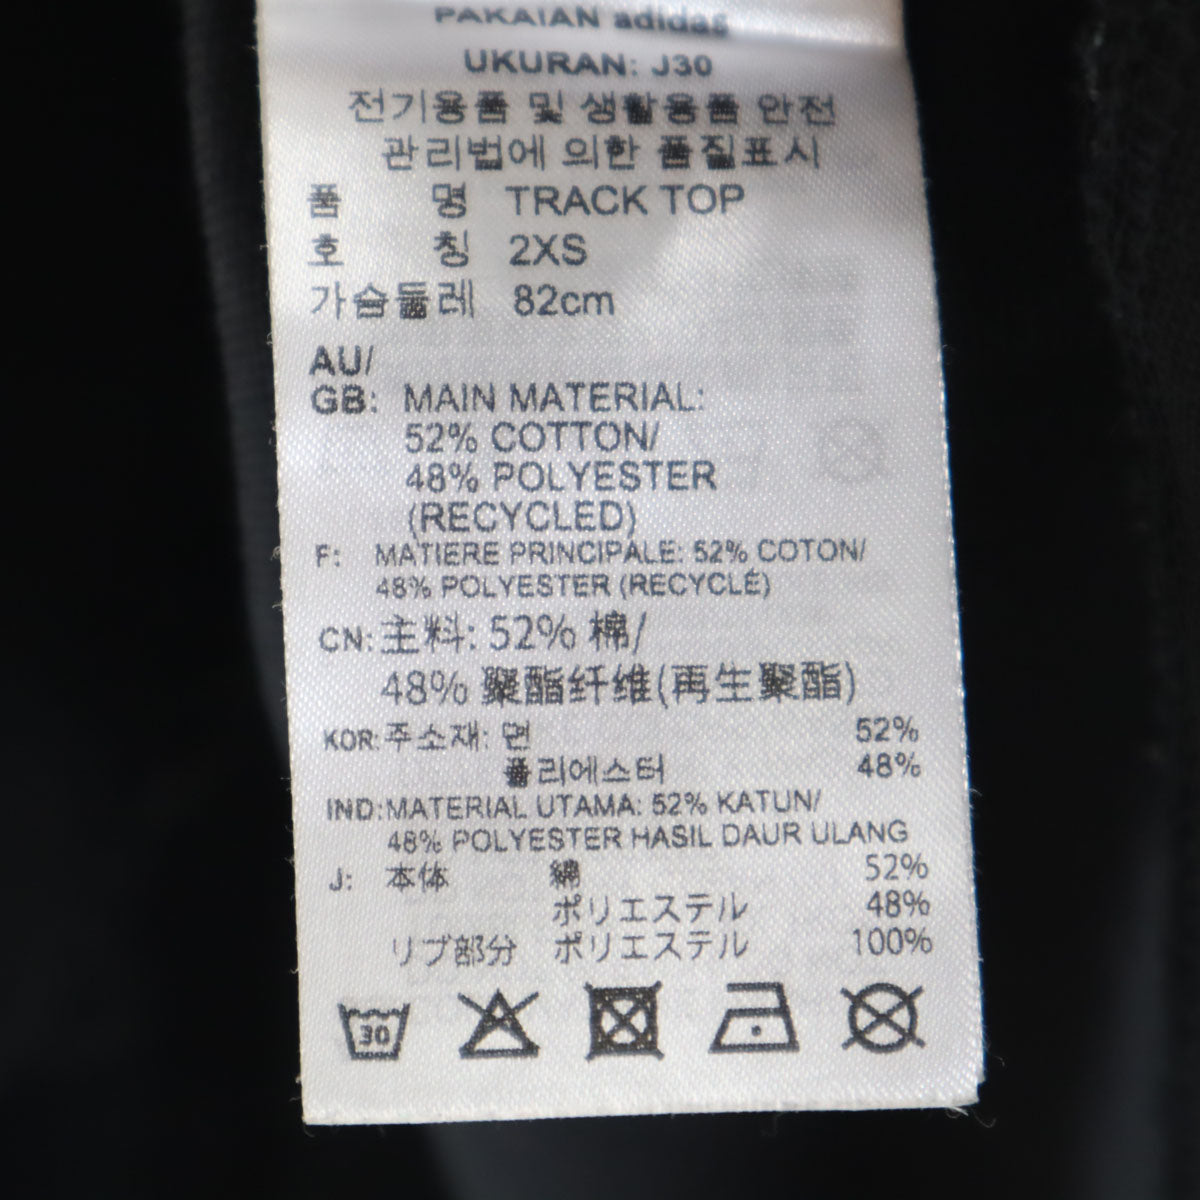 PAKAIAN adidas
UKURAN: J30
전기용품 및 생활용품 안전
관리법에 의한 품질표시
품 명 TRACK TOP
호 칭 2XS
가슴둘레 82cm
AU/
GB: MAIN MATERIAL:
52% COTTON/
48% POLYESTER
(RECYCLED)
F: MATIERE PRINCIPALE: 52% COTON/
48% POLYESTER (RECYCLÉ)
CN: 主料: 52% 棉/
48% 聚酯纤维(再生聚酯)
KOR: 주소재: 면 52%
폴리에스터 48%
IND: MATERIAL UTAMA: 52% KATUN/
48% POLYESTER HASIL DAUR ULANG
J: 本体 綿 52%
ポリエステル 48%
リブ部分 ポリエステル 100%
30